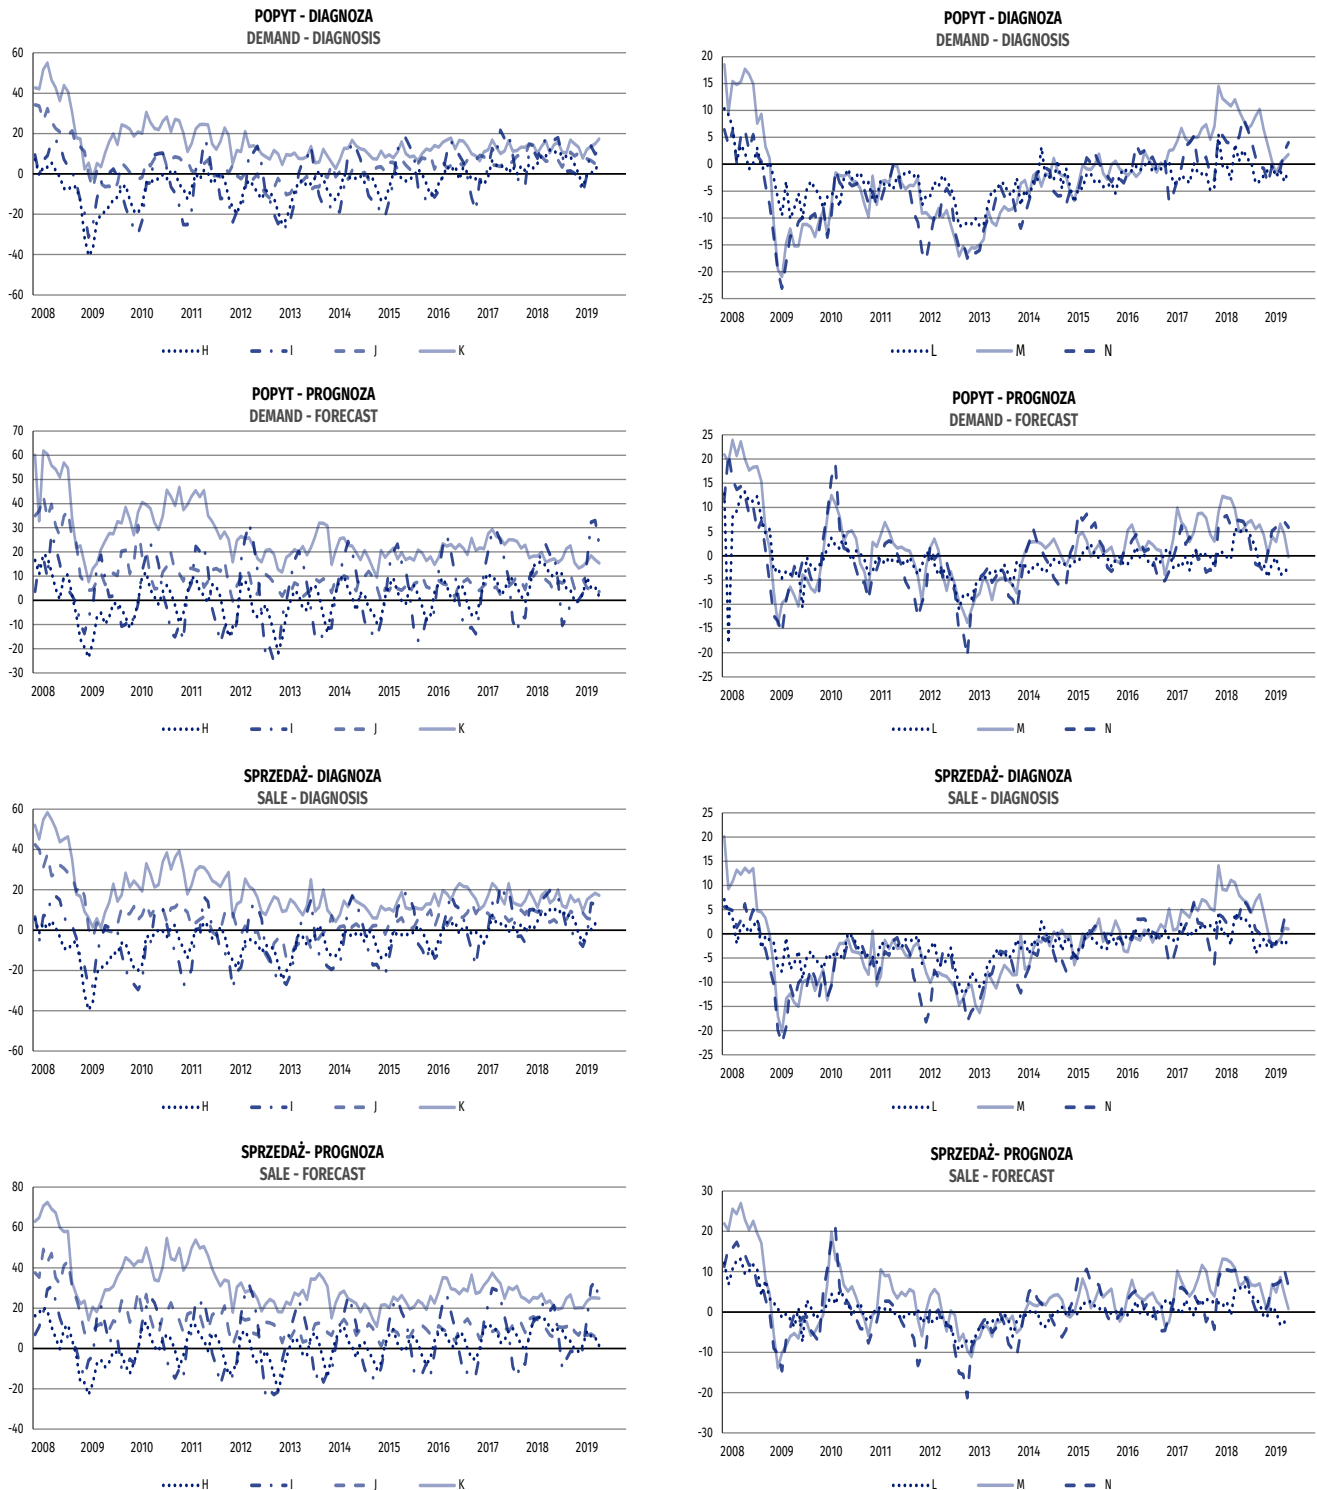 POPYT - DIAGNOZA
DEMAND - DIAGNOSIS
60
40
20
0
-20
-40
-60
2008 2009 2010 2011 2012 2013 2014 2015 2016 2017 2018 2019
H I J K
POPYT - DIAGNOZA
DEMAND - DIAGNOSIS
20
15
10
5
0
-5
-10
-15
-20
-25
2008 2009 2010 2011 2012 2013 2014 2015 2016 2017 2018 2019
L M N
POPYT - PROGNOZA
DEMAND - FORECAST
70
60
50
40
30
20
10
0
-10
-20
-30
2008 2009 2010 2011 2012 2013 2014 2015 2016 2017 2018 2019
H I J K
POPYT - PROGNOZA
DEMAND - FORECAST
25
20
15
10
5
0
-5
-10
-15
-20
-25
2008 2009 2010 2011 2012 2013 2014 2015 2016 2017 2018 2019
L M N
SPRZEDAŻ- DIAGNOZA
SALE - DIAGNOSIS
60
40
20
0
-20
-40
-60
2008 2009 2010 2011 2012 2013 2014 2015 2016 2017 2018 2019
H I J K
SPRZEDAŻ- DIAGNOZA
SALE - DIAGNOSIS
25
20
15
10
5
0
-5
-10
-15
-20
-25
2008 2009 2010 2011 2012 2013 2014 2015 2016 2017 2018 2019
L M N
SPRZEDAŻ- PROGNOZA
SALE - FORECAST
80
60
40
20
0
-20
-40
2008 2009 2010 2011 2012 2013 2014 2015 2016 2017 2018 2019
H I J K
SPRZEDAŻ- PROGNOZA
SALE - FORECAST
30
20
10
0
-10
-20
-30
2008 2009 2010 2011 2012 2013 2014 2015 2016 2017 2018 2019
L M N